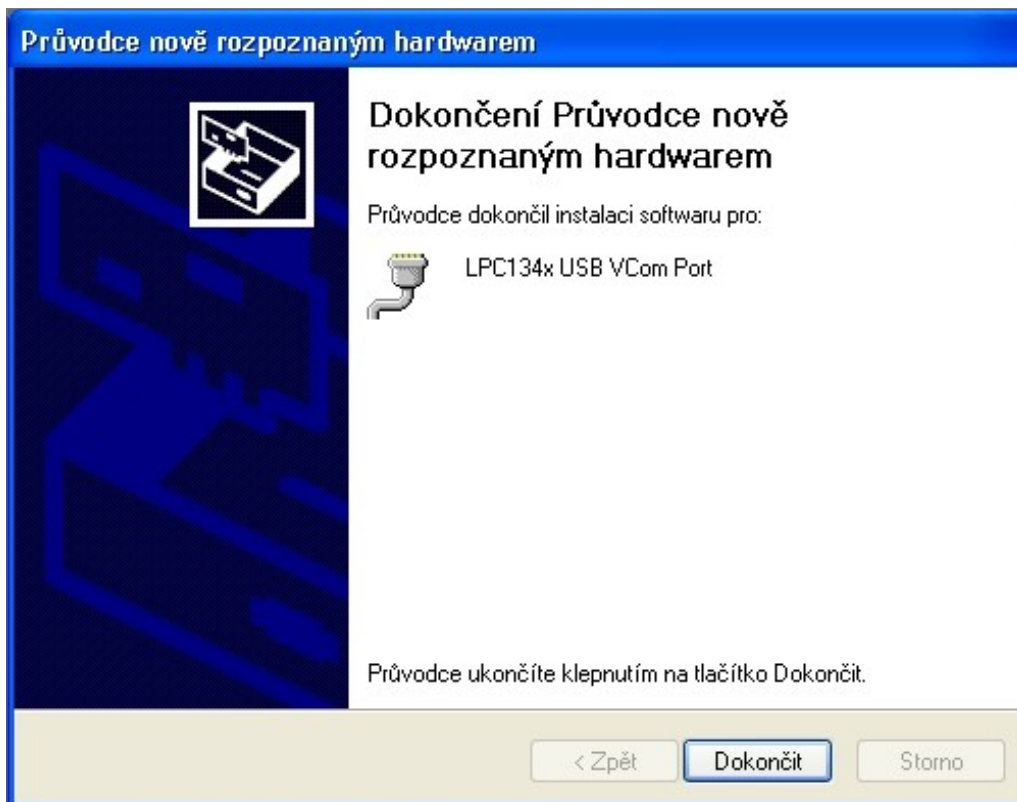 Průvodce nově rozpoznaným hardwarem
Dokončení Průvodce nově
rozpoznaným hardwarem
Průvodce dokončil instalaci softwaru pro:
LPC134x USB VCom Port
Průvodce ukončíte klepnutím na tlačítko Dokončit.
< Zpět Dokončit Storno